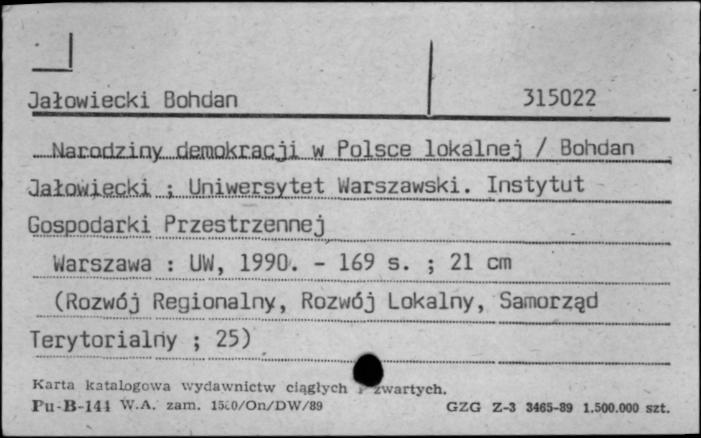 Jałowiecki Bohdan 315022
Narodziny demokracji w Polsce lokalnej / Bohdan
Jałowiecki ; Uniwersytet Warszawski. Instytut
Gospodarki Przestrzennej
Warszawa : UW, 1990. - 169 s. ; 21 cm
(Rozwój Regionalny, Rozwój Lokalny, Samorząd
Terytorialny ; 25)
Karta katalogowa wydawnictw ciągłych zwartych.
Pu-B-144 W.A. zam. /On/DW/89 GZG Z-3 3465-89 1.500.000 szt.